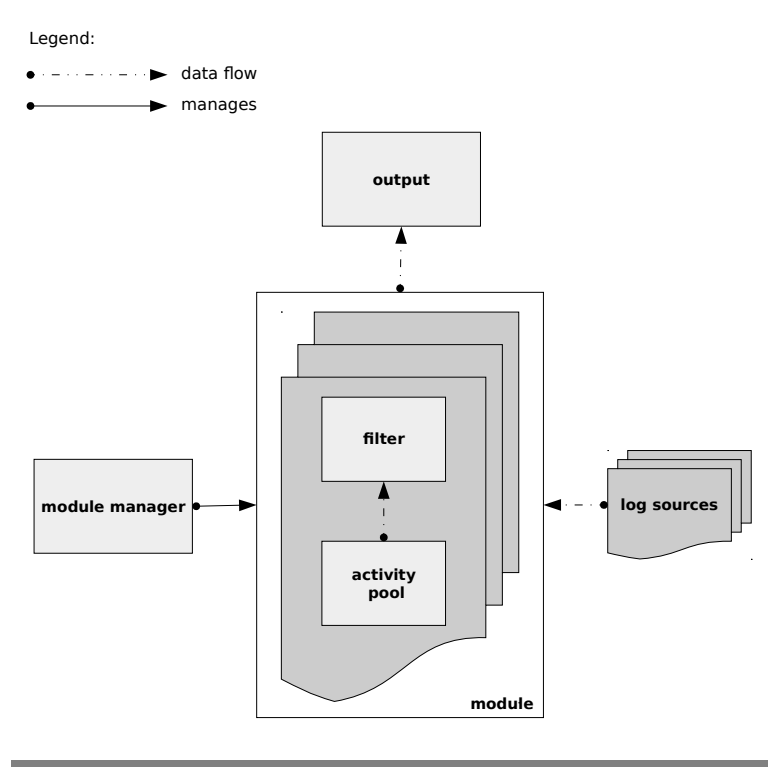 Legend:
data flow
manages
output
filter
module manager
log sources
activity
pool
module